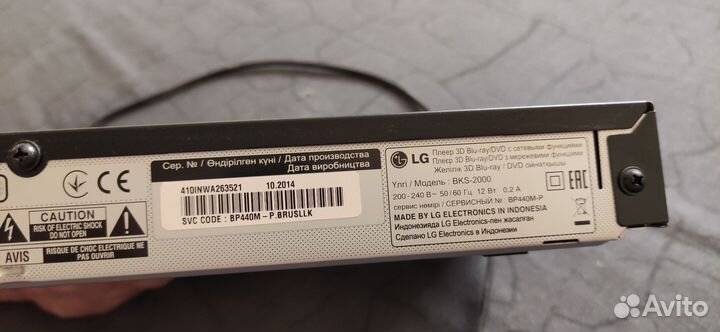 Сер. № / Өндірілген күні / Дата производства
Дата виробництва
410INWA263521 10.2014
SVC CODE : BP440M - P.BRUSLLK
CE
CAUTION
RISK OF ELECTRIC SHOCK
DO NOT OPEN
AVIS
RISQUE DE CHOC ELECTRIQUE NE
PAS OUVRIR
LG
Плеер 3D Blu-ray/DVD с сетевыми функциями
Плеєр 3D Blu-ray/DVD з мережевими функціями
Желілік 3D Blu-ray / DVD ойнатқышы
Үлгі / Модель : BKS-2000
200 - 240 B ~ 50 / 60 Гц 12 Вт 0.2 A
сервис нөмірі / СЕРВИСНЫЙ №: BP440M-P
MADE BY LG ELECTRONICS IN INDONESIA
Индонезияда LG Electronics-пен жасалған
Сделано LG Electronics в Индонезии
EAC
Avito